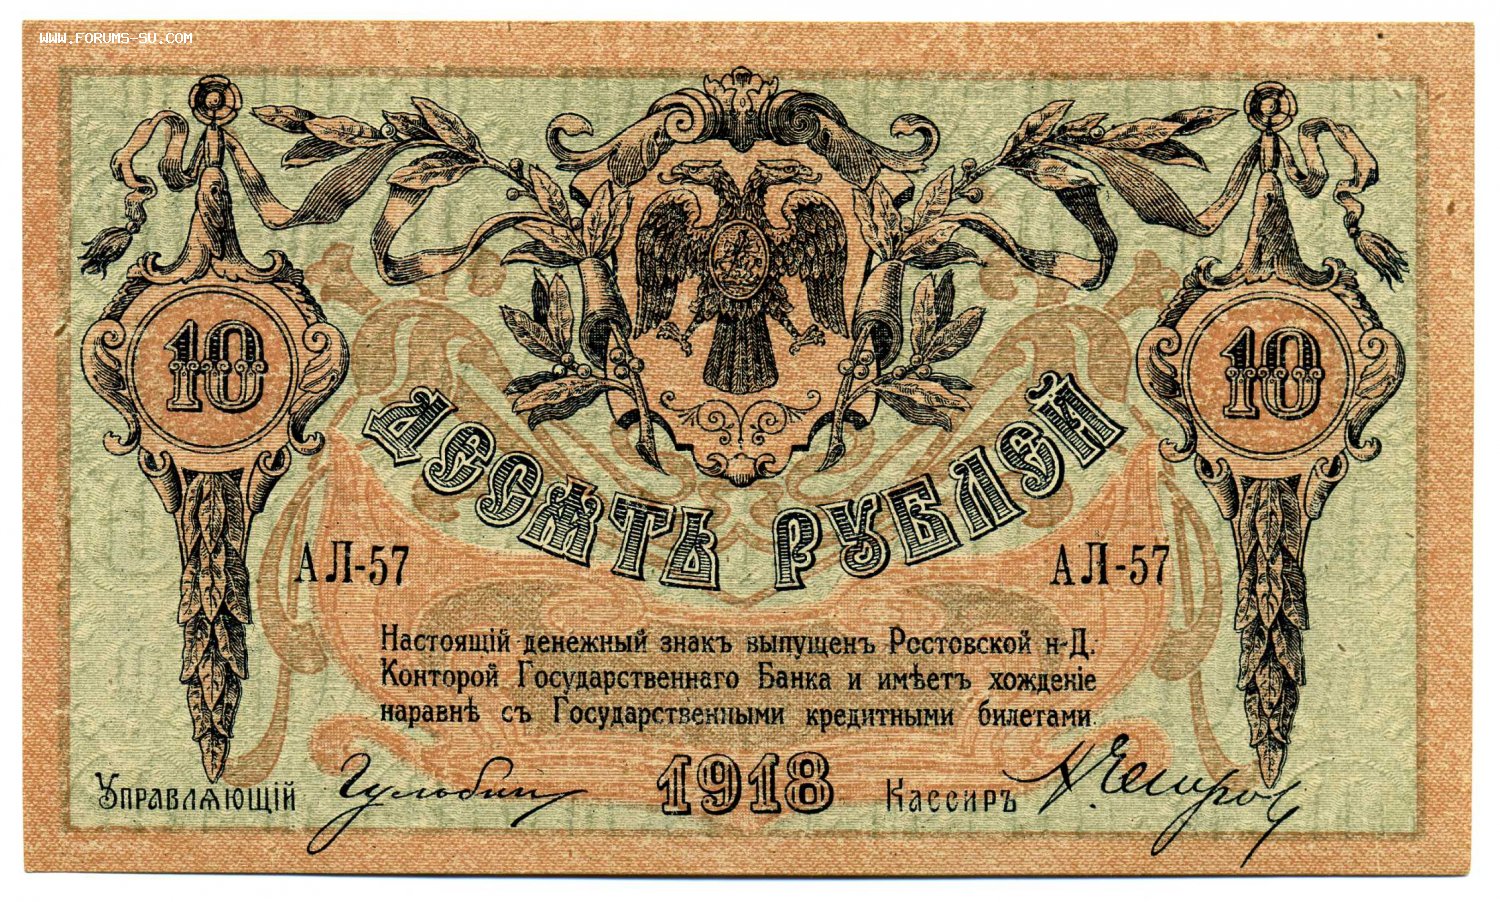 WWW.FORUMS-SU.COM
10
10
ДЕСЯТЬ РУБЛЕЙ
АЛ-57
АЛ-57
Настоящій денежный знакъ выпущенъ Ростовской н-Д.
Конторой Государственнаго Банка и имѣетъ хожденіе
наравнѣ съ Государственными кредитными билетами.
Управляющій
1918
Кассиръ